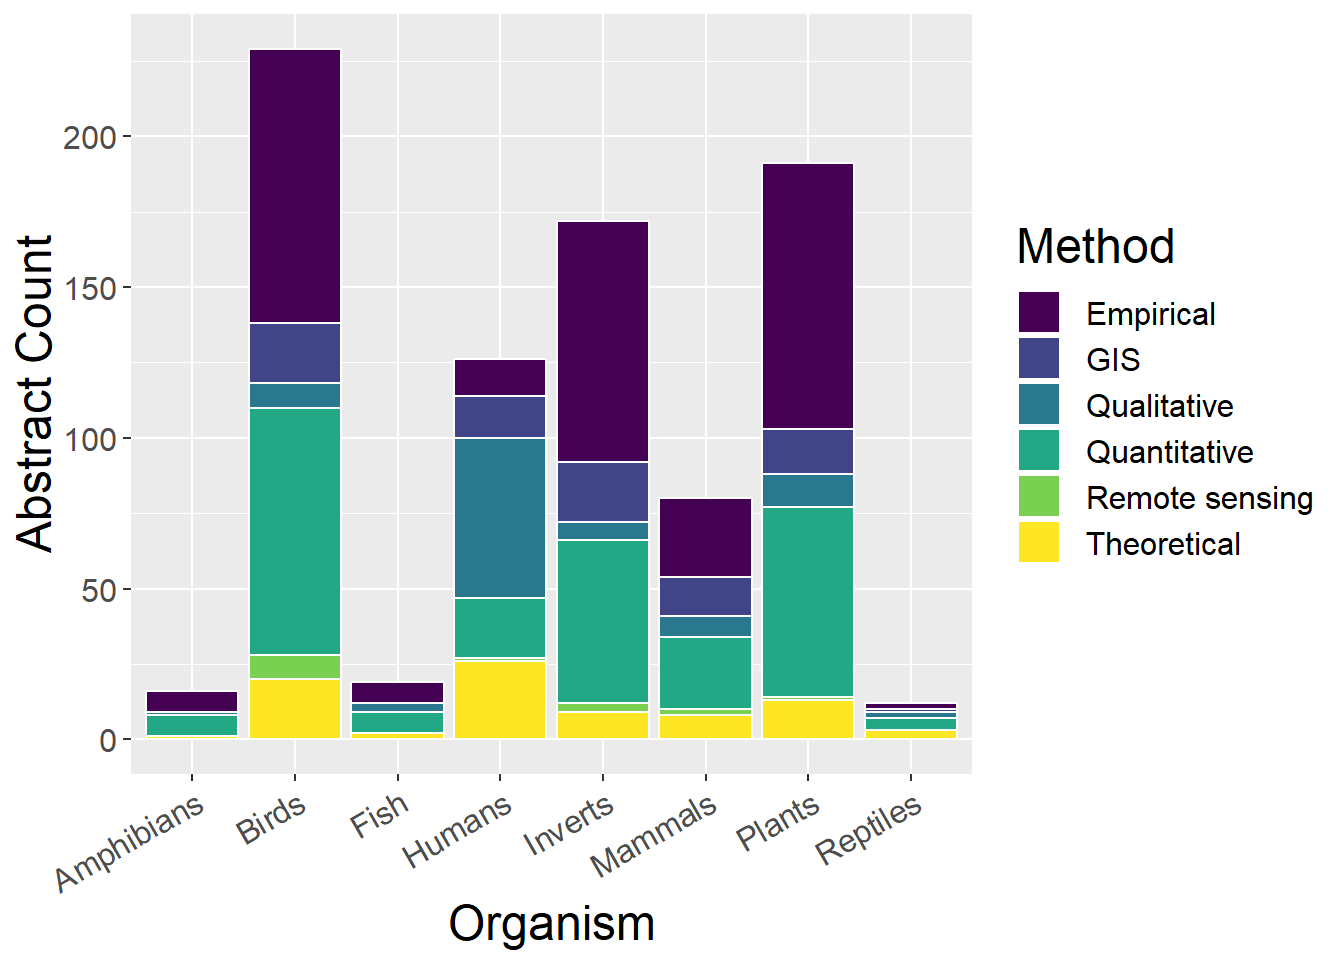 Abstract Count
200
150
100
50
0
Amphibians
Birds
Fish
Humans
Inverts
Mammals
Plants
Reptiles
Organism
Method
Empirical
GIS
Qualitative
Quantitative
Remote sensing
Theoretical